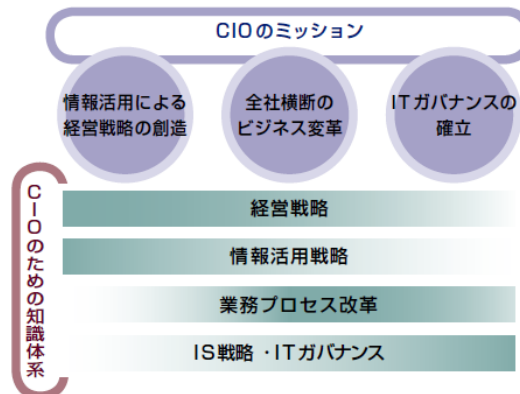 CIOのミッション
情報活用による
経営戦略の創造
全社横断の
ビジネス変革
ITガバナンスの
確立
CIOのための知識体系
経営戦略
情報活用戦略
業務プロセス改革
IS戦略・ITガバナンス